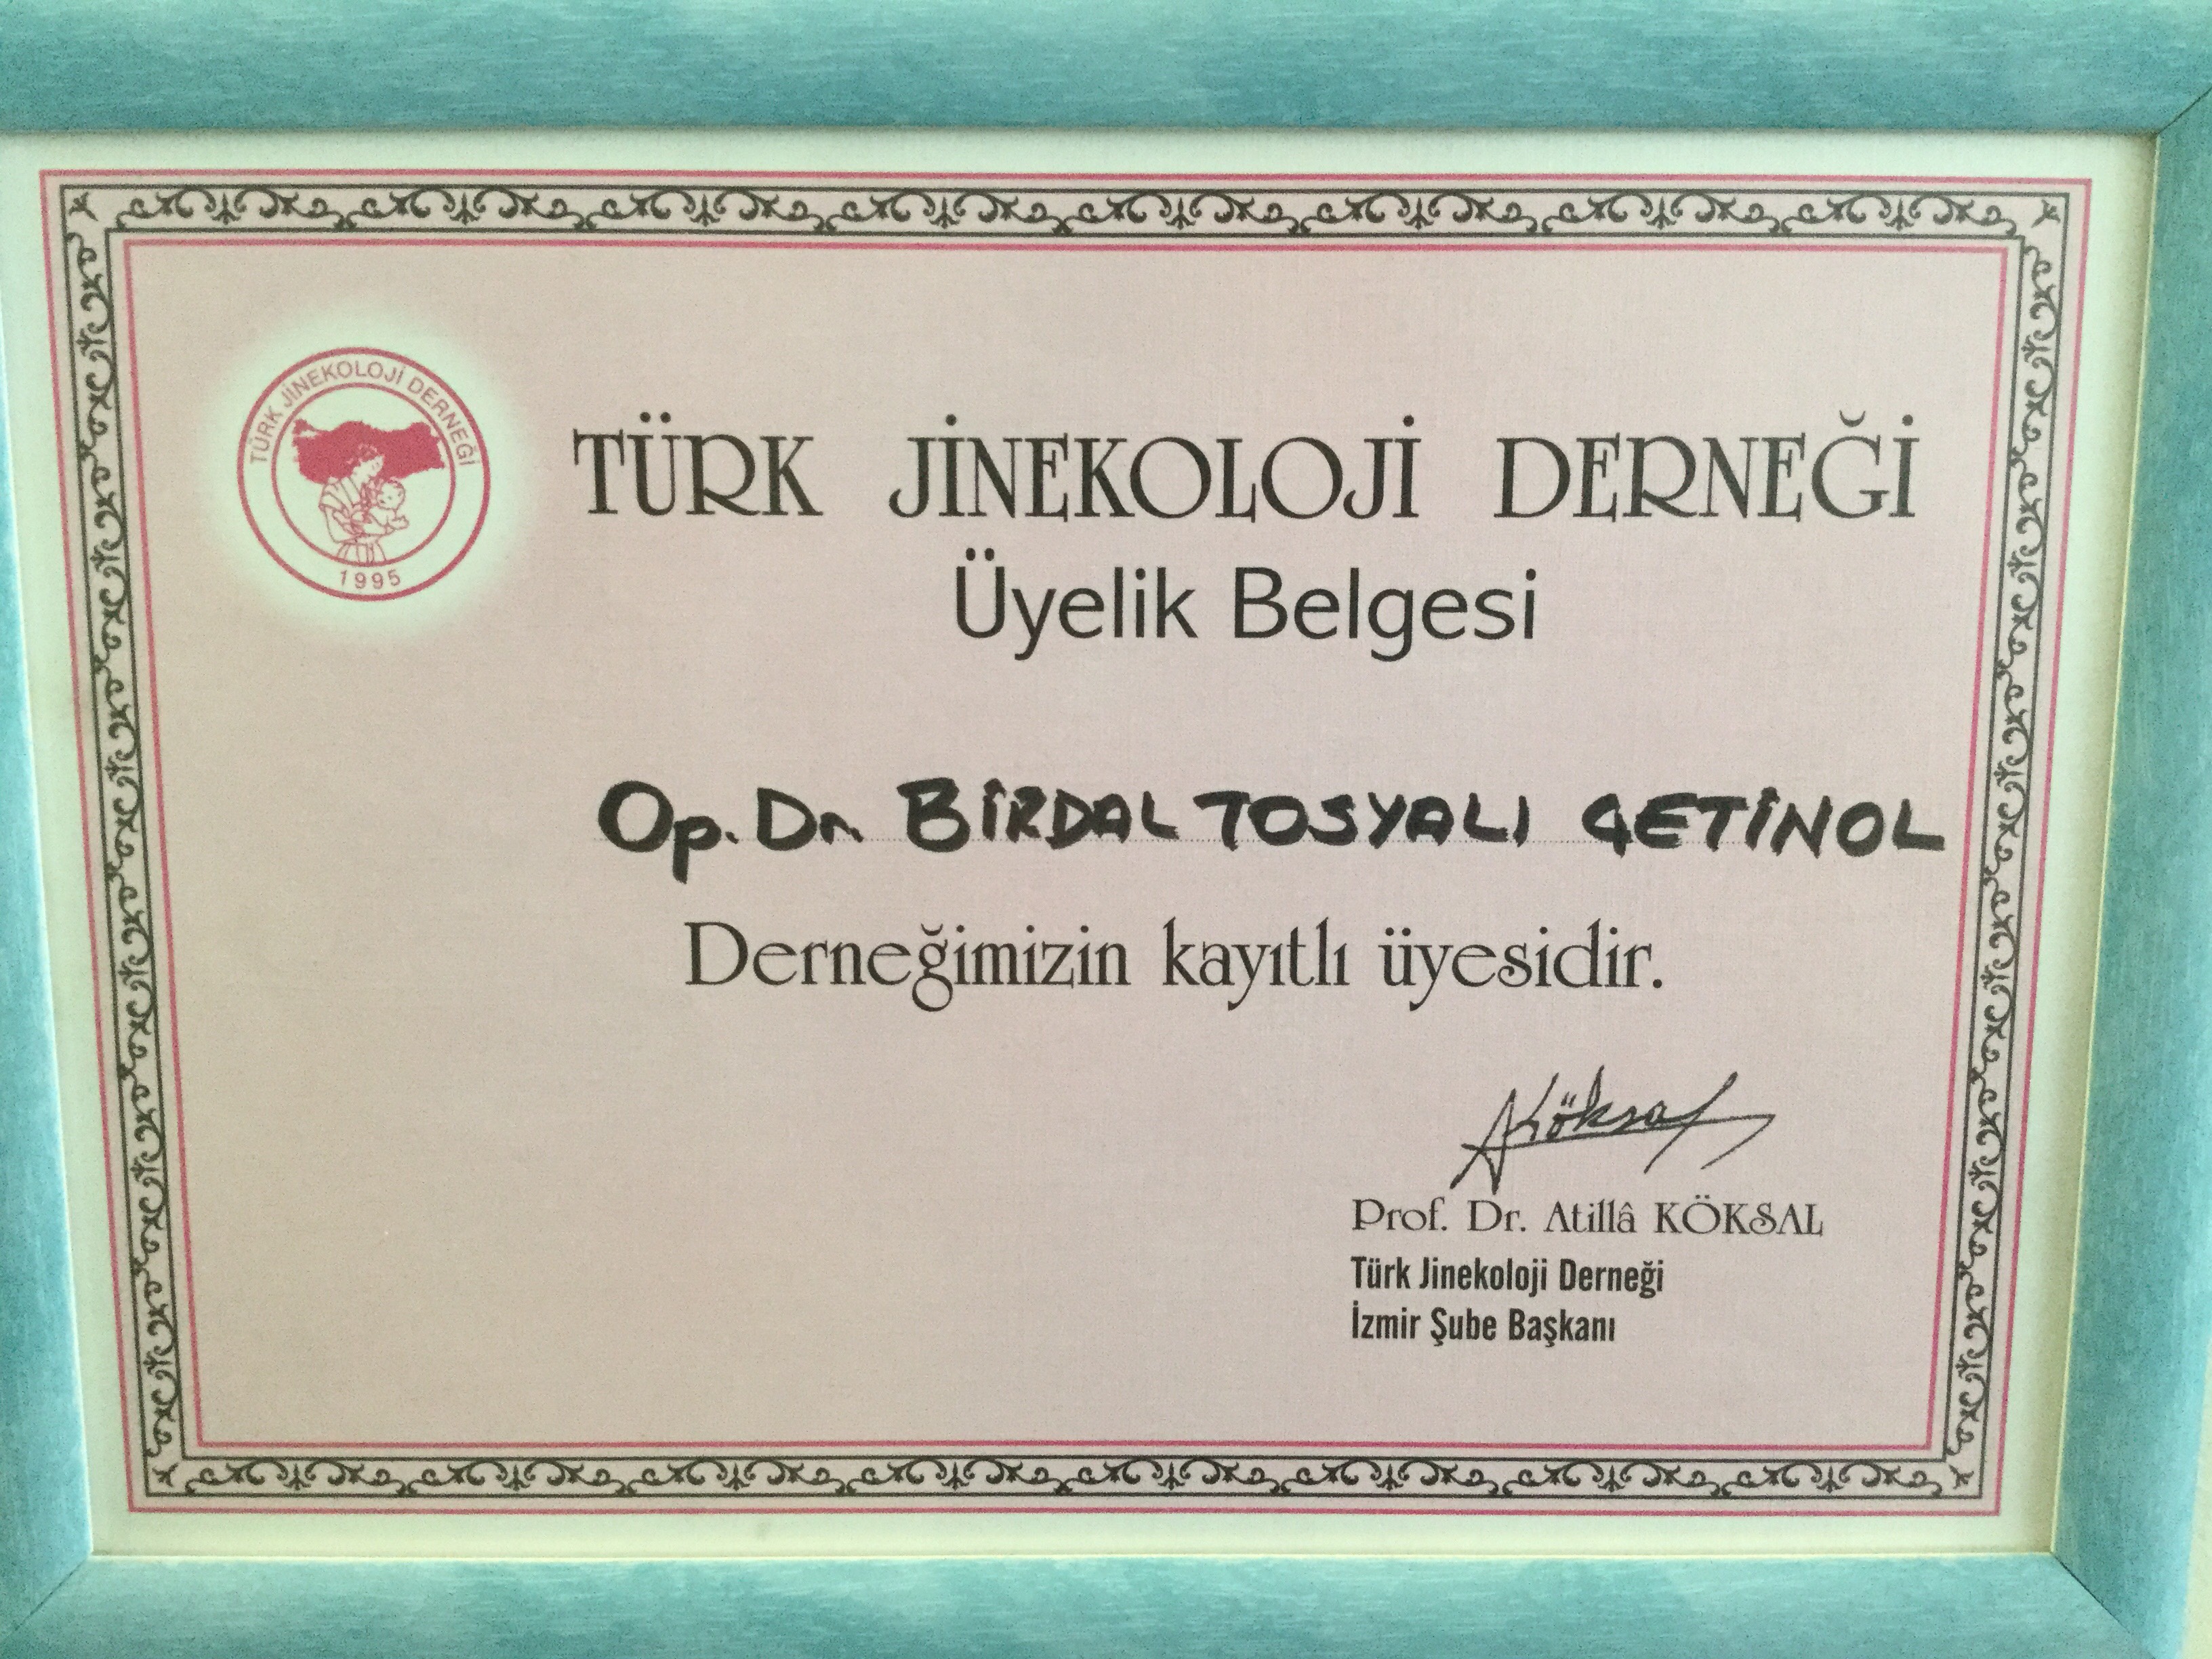 TÜRK JİNEKOLOJİ DERNEĞİ
1995
TÜRK JİNEKOLOJİ DERNEĞİ
Üyelik Belgesi
Op. Dr. BİRDAL TOSYALI ÇETİNOL
Derneğimizin kayıtlı üyesidir.
AKöksal
Prof. Dr. Atillâ KÖKSAL
Türk Jinekoloji Derneği
İzmir Şube Başkanı